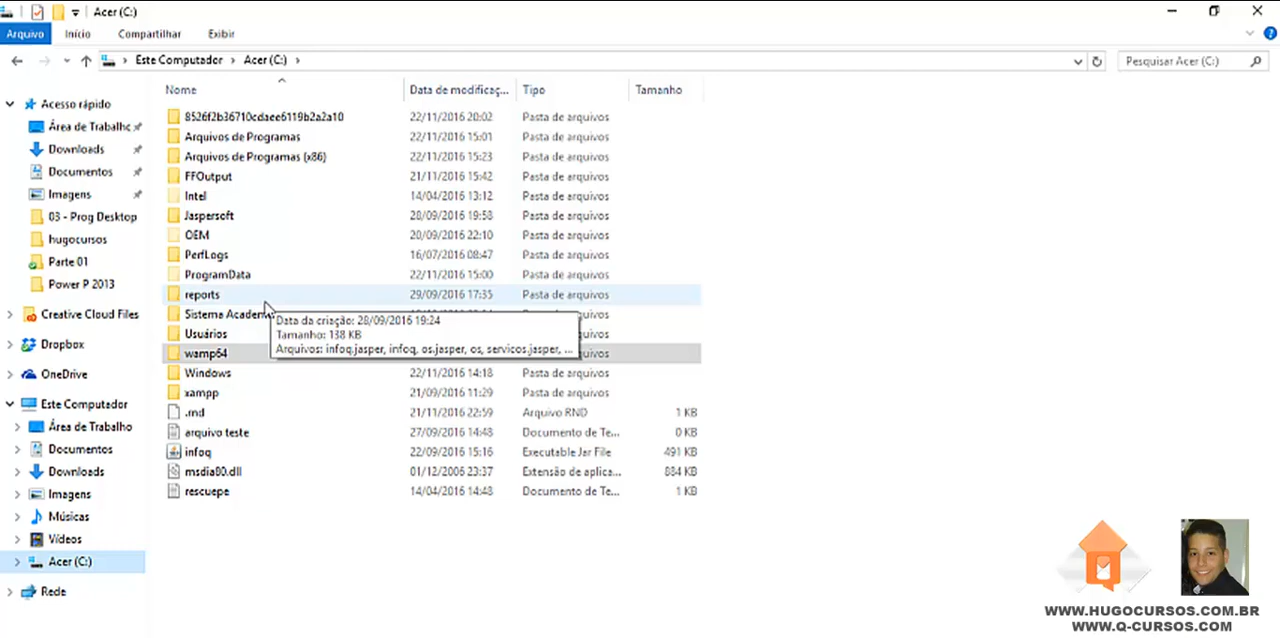 Acer (C:)
Arquivo Início Compartilhar Exibir
Este Computador > Acer (C:) >
Pesquisar Acer (C:)
Nome Data de modificaç... Tipo Tamanho
Acesso rápido
Área de Trabalho
Downloads
Documentos
Imagens
03 - Prog Desktop
hugocursos
Parte 01
Power P 2013
Creative Cloud Files
Dropbox
OneDrive
Este Computador
Área de Trabalho
Documentos
Downloads
Imagens
Músicas
Vídeos
Acer (C:)
Rede
8526f2b36710cdaee6119b2a2a10 22/11/2016 20:02 Pasta de arquivos
Arquivos de Programas 22/11/2016 15:01 Pasta de arquivos
Arquivos de Programas (x86) 22/11/2016 15:23 Pasta de arquivos
FFOutput 21/11/2016 15:42 Pasta de arquivos
Intel 14/04/2016 13:12 Pasta de arquivos
Jaspersoft 28/09/2016 19:58 Pasta de arquivos
OEM 20/09/2016 22:10 Pasta de arquivos
PerfLogs 16/07/2016 08:47 Pasta de arquivos
ProgramData 22/11/2016 15:00 Pasta de arquivos
reports 29/09/2016 17:35 Pasta de arquivos
Sistema
Data da criação: 28/09/2016 19:24
Tamanho: 138 KB
Arquivos: infoq.jasper, infoq, os.jasper, os, servicos.jasper, ...
Usuários
wamp64
Windows 22/11/2016 14:18 Pasta de arquivos
xampp 21/09/2016 11:29 Pasta de arquivos
.rnd 21/11/2016 22:59 Arquivo RND 1 KB
arquivo teste 27/09/2016 14:48 Documento de Te... 0 KB
infoq 22/09/2016 15:16 Executable Jar File 491 KB
msdia80.dll 01/12/2006 23:37 Extensão de aplica... 884 KB
rescuepe 14/04/2016 14:48 Documento de Te... 1 KB
WWW.HUGOCURSOS.COM.BR
WWW.Q-CURSOS.COM